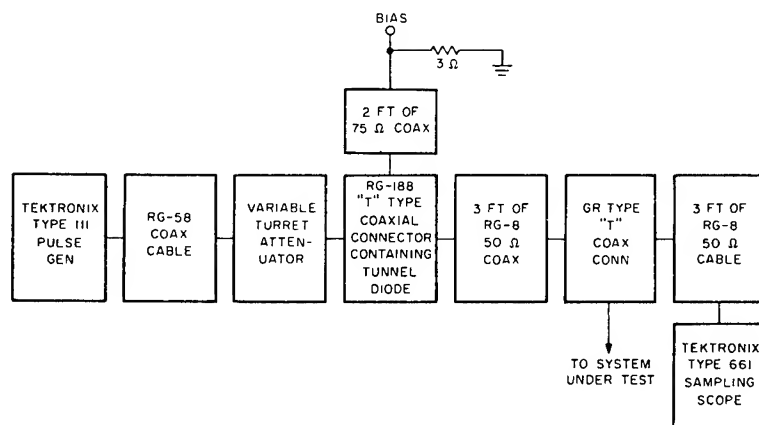 BIAS
3 Ω
2 FT OF
75 Ω COAX
TEKTRONIX
TYPE 111
PULSE
GEN
RG-58
COAX
CABLE
VARIABLE
TURRET
ATTEN-
UATOR
RG-188
"T" TYPE
COAXIAL
CONNECTOR
CONTAINING
TUNNEL
DIODE
3 FT OF
RG-8
50 Ω
COAX
GR TYPE
"T"
COAX
CONN
3 FT OF
RG-8
50 Ω
CABLE
TO SYSTEM
UNDER TEST
TEKTRONIX
TYPE 661
SAMPLING
SCOPE